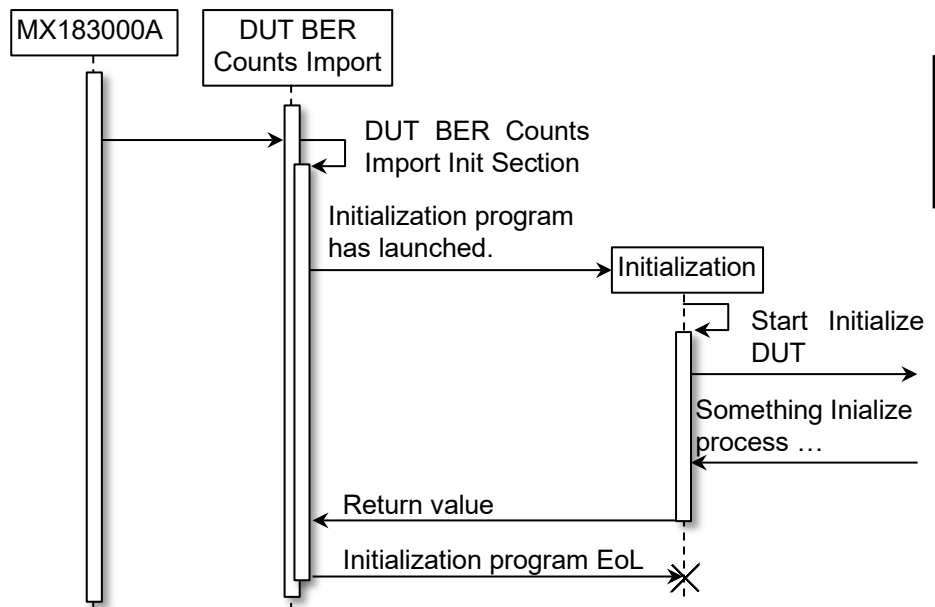 MX183000A
DUT BER
Counts Import
DUT BER Counts
Import Init Section
Initialization program
has launched.
Initialization
Start Initialize
DUT
Something Inialize
process …
Return value
Initialization program EoL